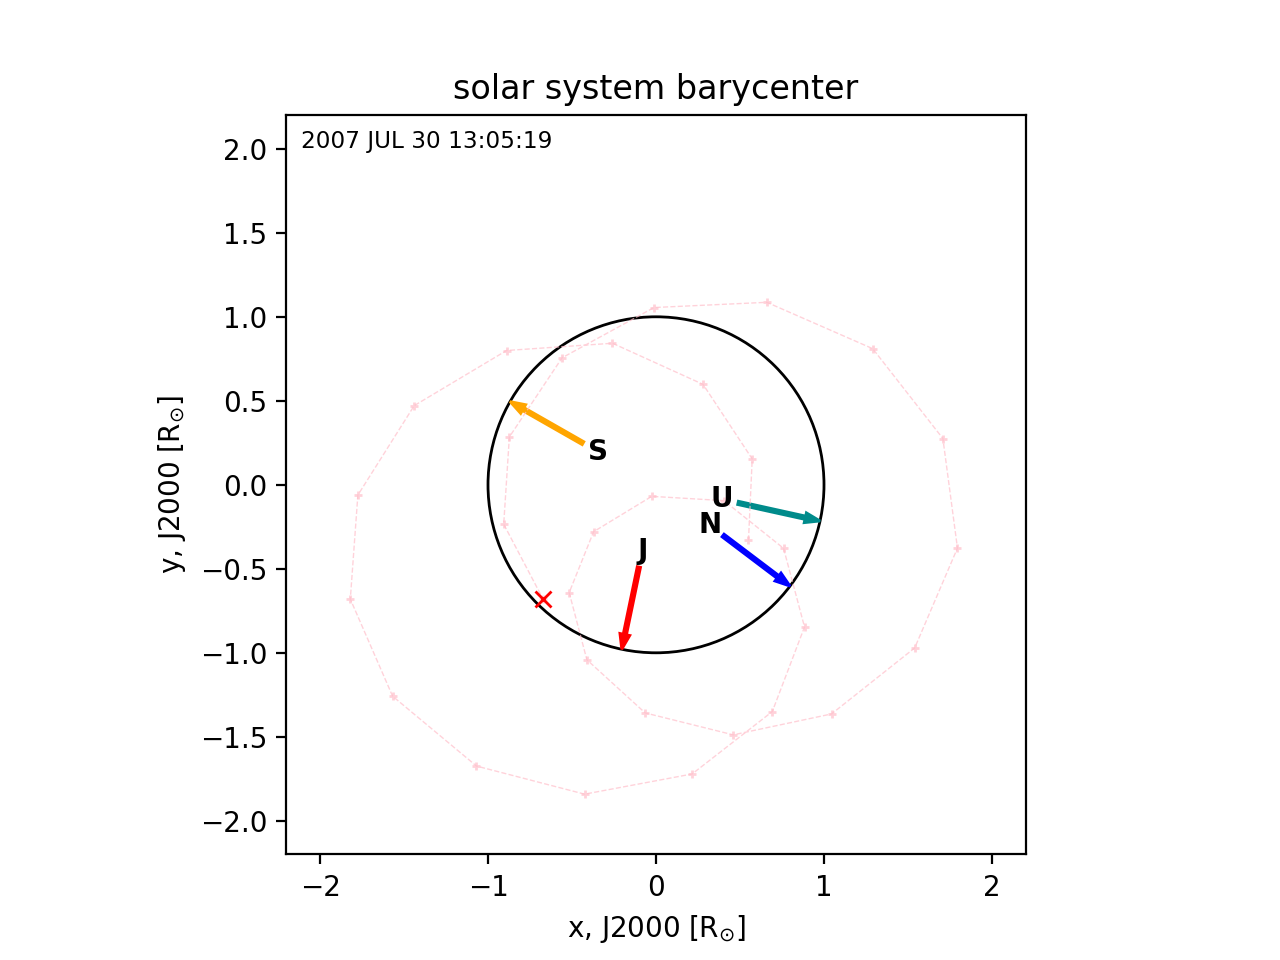 solar system barycenter
2007 JUL 30 13:05:19
2.0
1.5
1.0
0.5
0.0
−0.5
−1.0
−1.5
−2.0
y, J2000 [R☉]
S
U
N
J
−2 −1 0 1 2
x, J2000 [R☉]